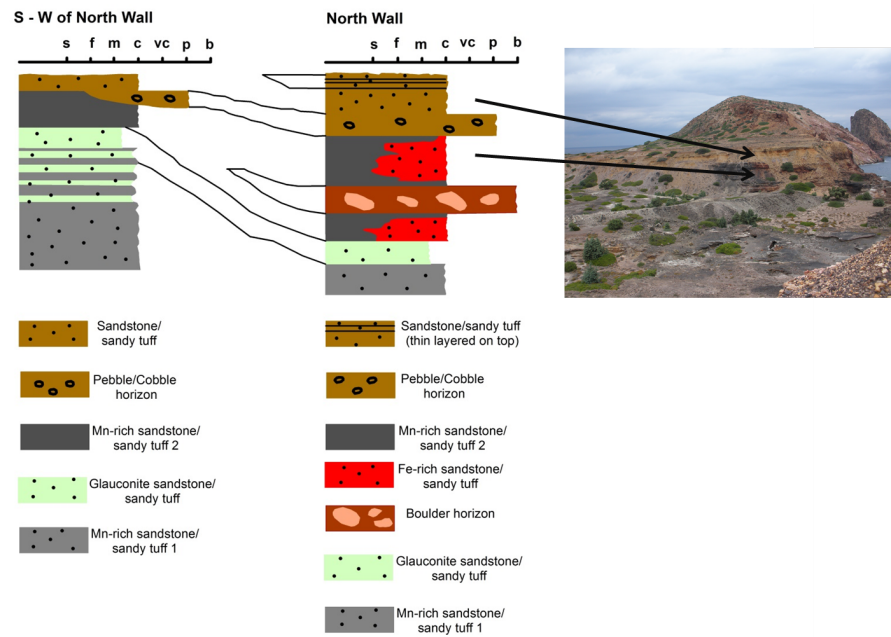 S - W of North Wall
s f m c vc p b
Sandstone/
sandy tuff
Pebble/Cobble
horizon
Mn-rich sandstone/
sandy tuff 2
Glauconite sandstone/
sandy tuff
Mn-rich sandstone/
sandy tuff 1
North Wall
s f m c vc p b
Sandstone/sandy tuff
(thin layered on top)
Pebble/Cobble
horizon
Mn-rich sandstone/
sandy tuff 2
Fe-rich sandstone/
sandy tuff
Boulder horizon
Glauconite sandstone/
sandy tuff
Mn-rich sandstone/
sandy tuff 1